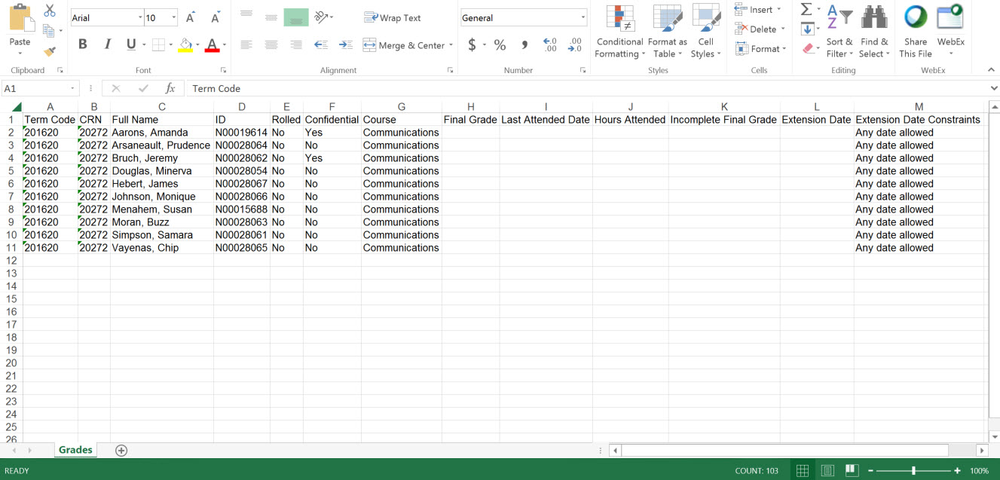 Arial 10 Wrap Text General Insert
Paste Conditional Format as Cell Delete Sort & Find & Share WebEx
B I U A Merge & Center $ % , .0 .00 .00 .0 Formatting Table Styles Format Filter Select This File
Clipboard Font Alignment Number Styles Cells Editing WebEx
A1 fx Term Code
A B C D E F G H I J K L M
1 Term Code CRN Full Name ID Rolled Confidential Course Final Grade Last Attended Date Hours Attended Incomplete Final Grade Extension Date Extension Date Constraints
2 201620 20272 Aarons, Amanda N00019614 No Yes Communications Any date allowed
3 201620 20272 Arsaneault, Prudence N00028064 No No Communications Any date allowed
4 201620 20272 Bruch, Jeremy N00028062 No Yes Communications Any date allowed
5 201620 20272 Douglas, Minerva N00028054 No No Communications Any date allowed
6 201620 20272 Hebert, James N00028067 No No Communications Any date allowed
7 201620 20272 Johnson, Monique N00028066 No No Communications Any date allowed
8 201620 20272 Menahem, Susan N00015688 No No Communications Any date allowed
9 201620 20272 Moran, Buzz N00028063 No No Communications Any date allowed
10 201620 20272 Simpson, Samara N00028061 No No Communications Any date allowed
11 201620 20272 Vayenas, Chip N00028065 No No Communications Any date allowed
12
13
14
15
16
17
18
19
20
21
22
23
24
25
26
Grades
READY COUNT: 103 100%